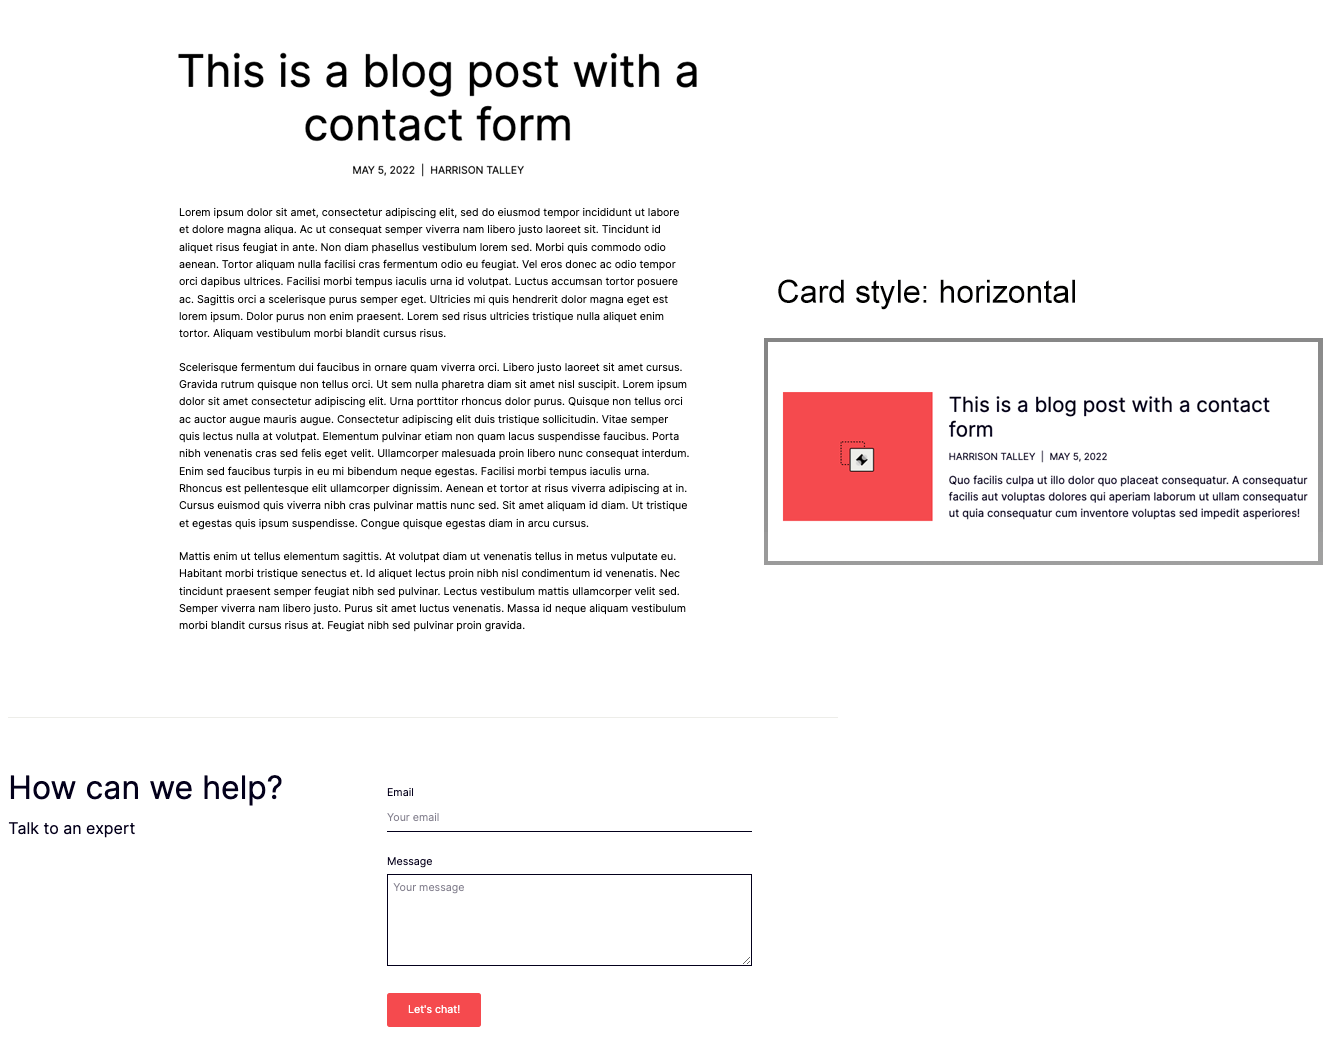 This is a blog post with a
contact form
MAY 5, 2022 | HARRISON TALLEY
Lorem ipsum dolor sit amet, consectetur adipiscing elit, sed do eiusmod tempor incididunt ut labore
et dolore magna aliqua. Ac ut consequat semper viverra nam libero justo laoreet sit. Tincidunt id
aliquet risus feugiat in ante. Non diam phasellus vestibulum lorem sed. Morbi quis commodo odio
aenean. Tortor aliquam nulla facilisi cras fermentum odio eu feugiat. Vel eros donec ac odio tempor
orci dapibus ultrices. Facilisi morbi tempus iaculis urna id volutpat. Luctus accumsan tortor posuere
ac. Sagittis orci a scelerisque purus semper eget. Ultricies mi quis hendrerit dolor magna eget est
lorem ipsum. Dolor purus non enim praesent. Lorem sed risus ultricies tristique nulla aliquet enim
tortor. Aliquam vestibulum morbi blandit cursus risus.
Scelerisque fermentum dui faucibus in ornare quam viverra orci. Libero justo laoreet sit amet cursus.
Gravida rutrum quisque non tellus orci. Ut sem nulla pharetra diam sit amet nisl suscipit. Lorem ipsum
dolor sit amet consectetur adipiscing elit. Urna porttitor rhoncus dolor purus. Quisque non tellus orci
ac auctor augue mauris augue. Consectetur adipiscing elit duis tristique sollicitudin. Vitae semper
quis lectus nulla at volutpat. Elementum pulvinar etiam non quam lacus suspendisse faucibus. Porta
nibh venenatis cras sed felis eget velit. Ullamcorper malesuada proin libero nunc consequat interdum.
Enim sed faucibus turpis in eu mi bibendum neque egestas. Facilisi morbi tempus iaculis urna.
Rhoncus est pellentesque elit ullamcorper dignissim. Aenean et tortor at risus viverra adipiscing at in.
Cursus euismod quis viverra nibh cras pulvinar mattis nunc sed. Sit amet aliquam id diam. Ut tristique
et egestas quis ipsum suspendisse. Congue quisque egestas diam in arcu cursus.
Mattis enim ut tellus elementum sagittis. At volutpat diam ut venenatis tellus in metus vulputate eu.
Habitant morbi tristique senectus et. Id aliquet lectus proin nibh nisl condimentum id venenatis. Nec
tincidunt praesent semper feugiat nibh sed pulvinar. Lectus vestibulum mattis ullamcorper velit sed.
Semper viverra nam libero justo. Purus sit amet luctus venenatis. Massa id neque aliquam vestibulum
morbi blandit cursus risus at. Feugiat nibh sed pulvinar proin gravida.
Card style: horizontal
This is a blog post with a contact
form
HARRISON TALLEY | MAY 5, 2022
Quo facilis culpa ut illo dolor quo placeat consequatur. A consequatur
facilis aut voluptas dolores qui aperiam laborum ut ullam consequatur
ut quia consequatur cum inventore voluptas sed impedit asperiores!
How can we help?
Talk to an expert
Email
Your email
Message
Your message
Let's chat!